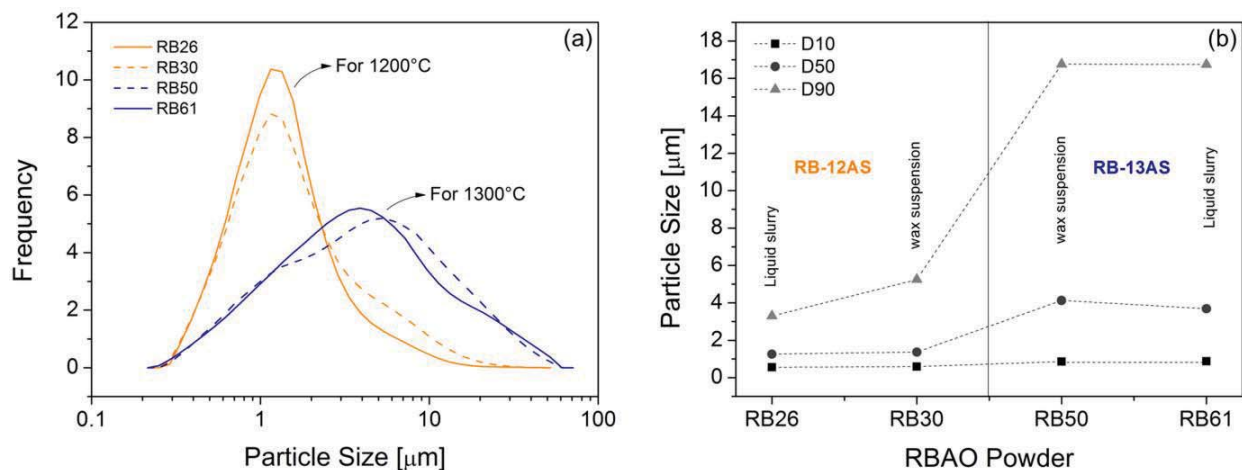 (a)
12
10
8
6
4
2
0
Frequency
RB26
RB30
RB50
RB61
For 1200°C
For 1300°C
0.1 1 10 100
Particle Size [μm]
(b)
18
16
14
12
10
8
6
4
2
0
Particle Size [μm]
D10
D50
D90
RB-12AS
RB-13AS
Liquid slurry
wax suspension
wax suspension
Liquid slurry
RB26 RB30 RB50 RB61
RBAO Powder